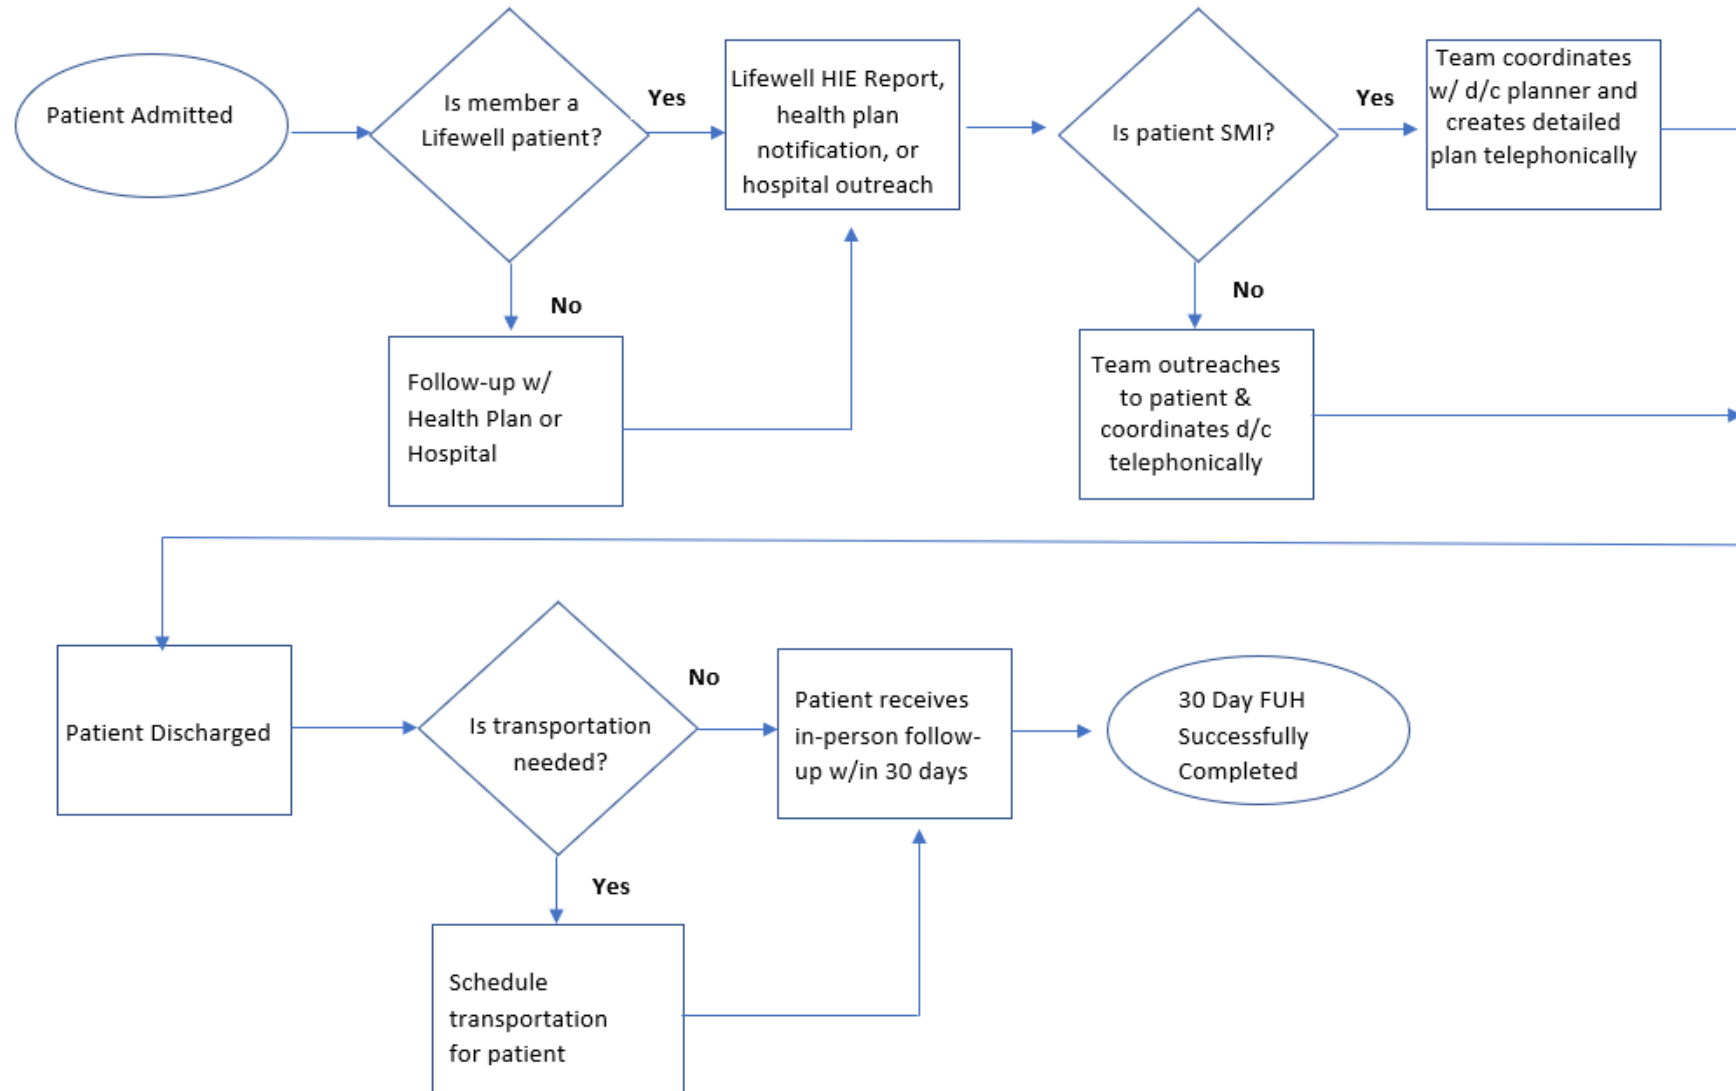 Patient Admitted
Is member a
Lifewell patient?
Yes
No
Follow-up w/
Health Plan or
Hospital
Lifewell HIE Report,
health plan
notification, or
hospital outreach
Is patient SMI?
Yes
No
Team coordinates
w/ d/c planner and
creates detailed
plan telephonically
Team outreaches
to patient &
coordinates d/c
telephonically
Patient Discharged
Is transportation
needed?
No
Yes
Schedule
transportation
for patient
Patient receives
in-person follow-
up w/in 30 days
30 Day FUH
Successfully
Completed